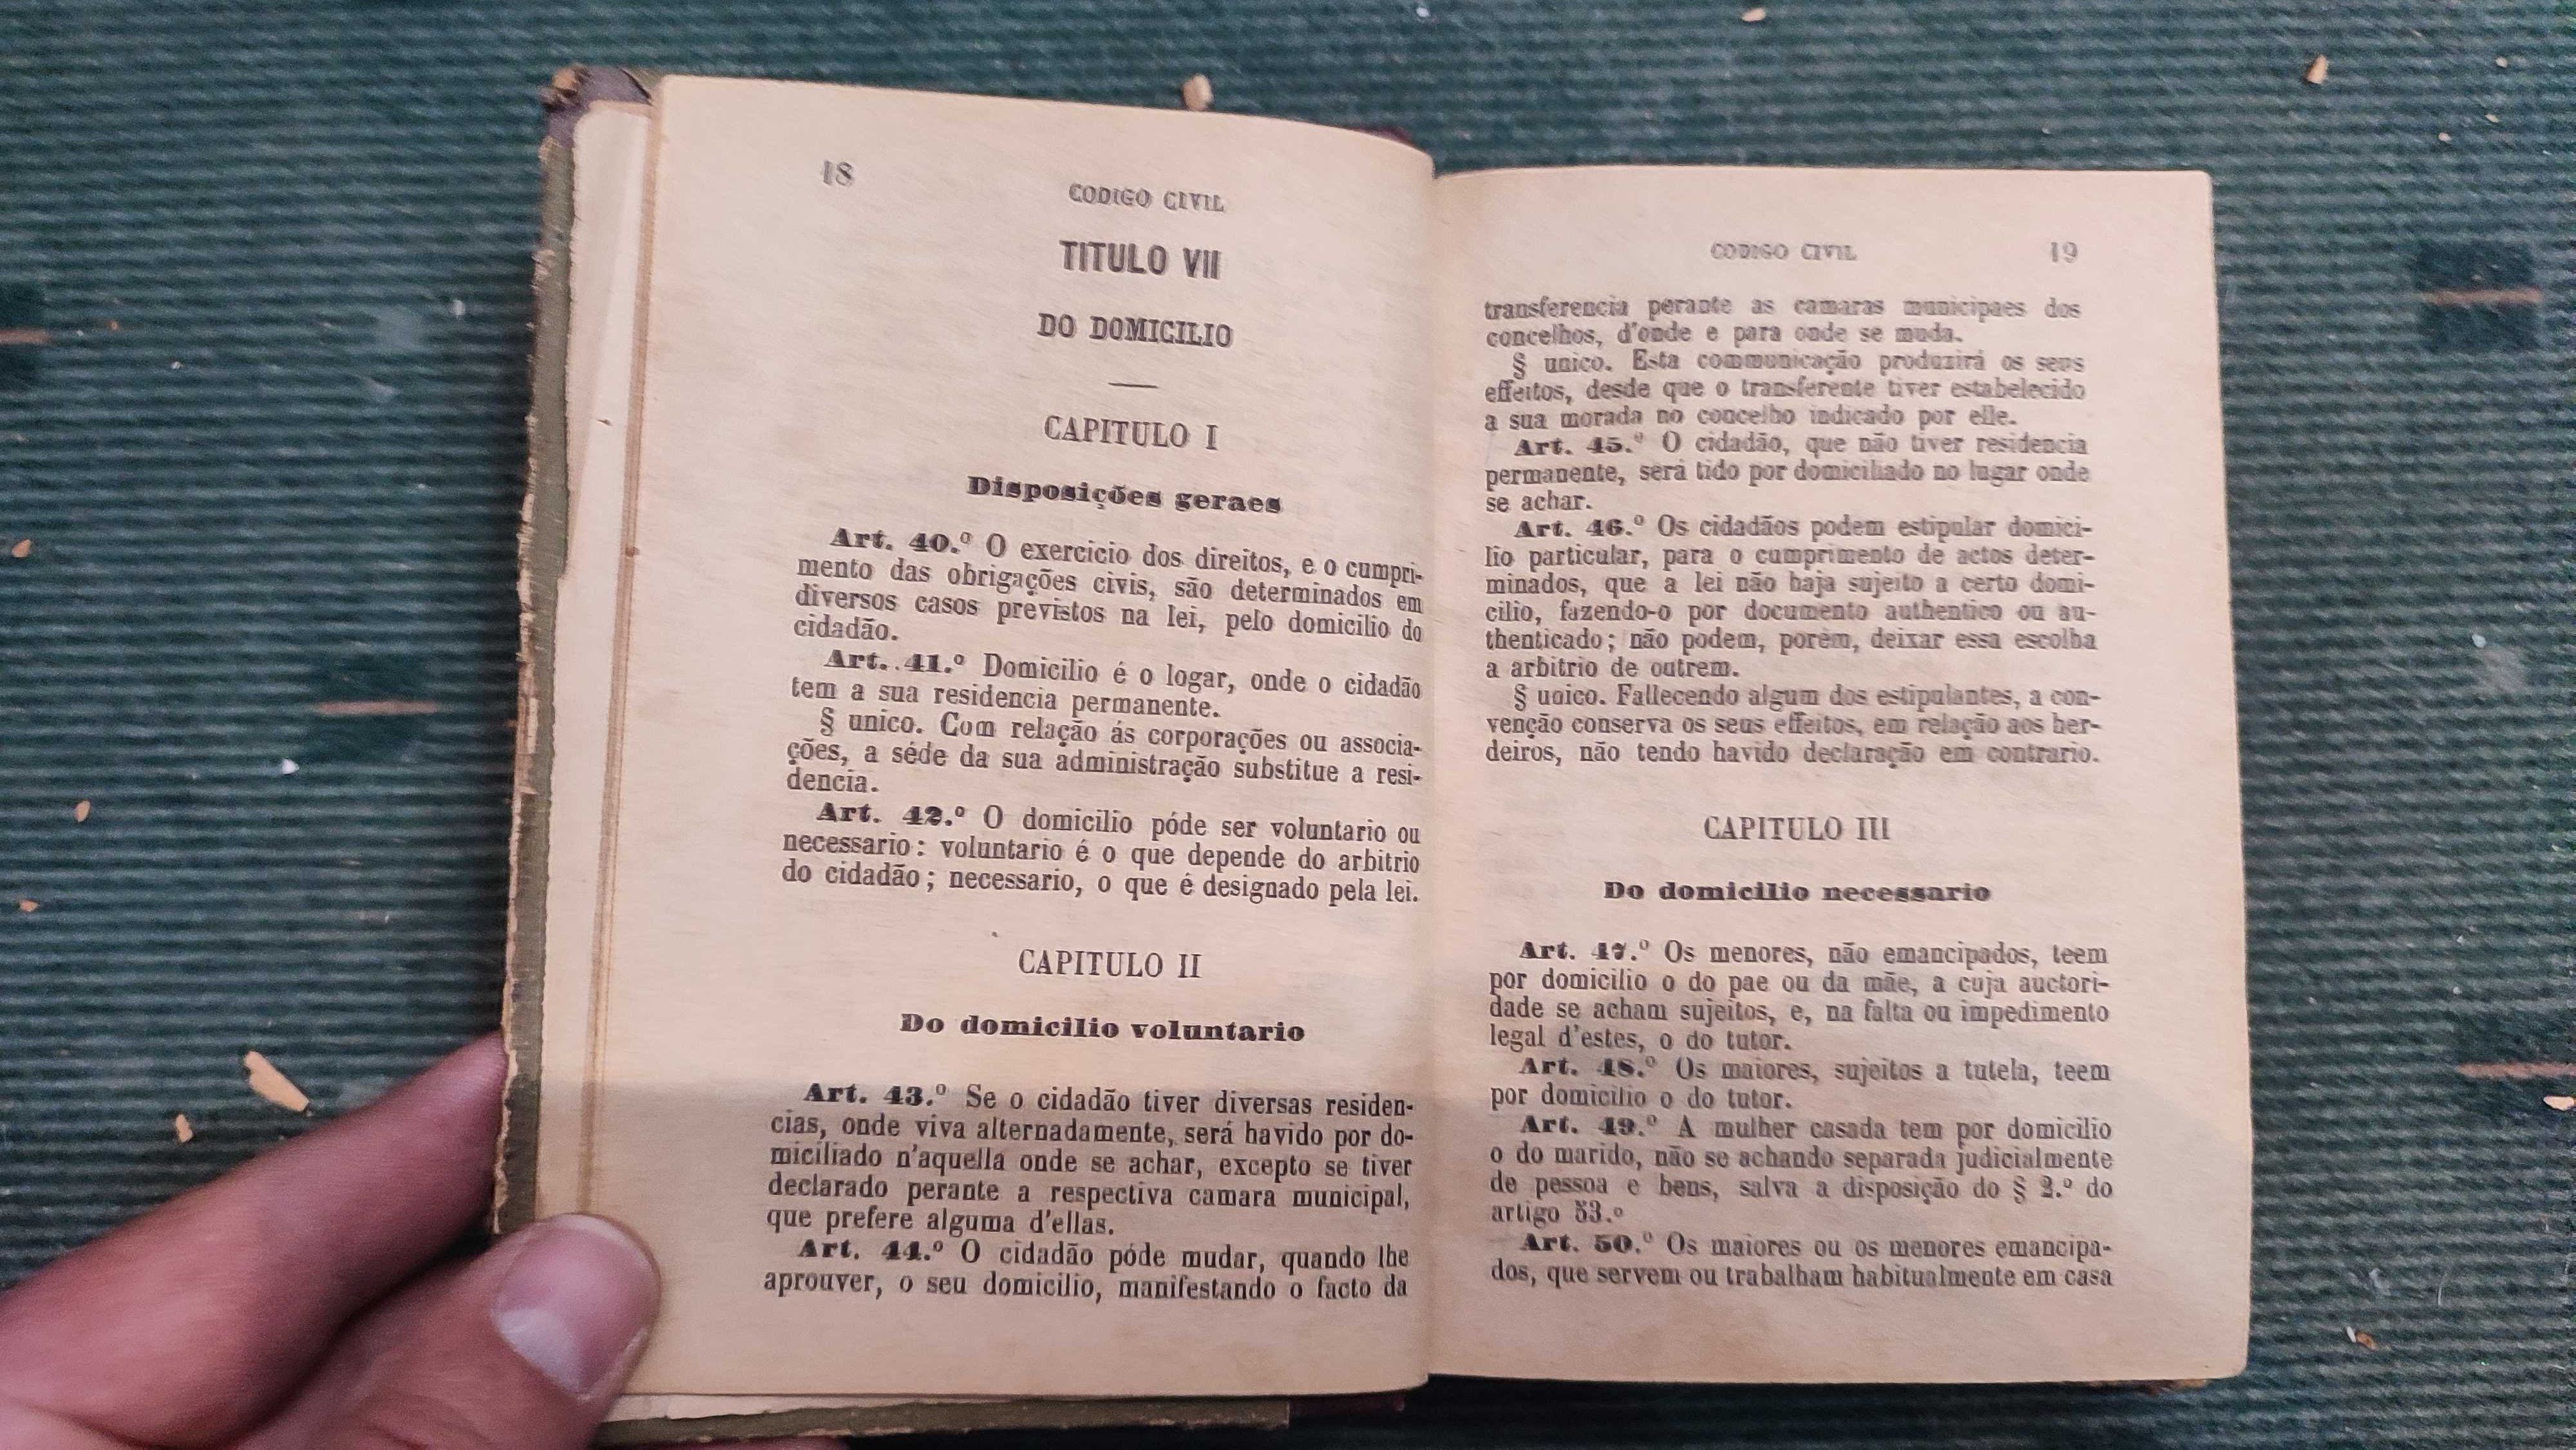 18
CODIGO CIVIL
TITULO VII
DO DOMICILIO
CAPITULO I
Disposições geraes
Art. 40.º O exercicio dos direitos, e o cumpri-
mento das obrigações civis, são determinados em
diversos casos previstos na lei, pelo domicilio do
cidadão.
Art. 41.º Domicilio é o logar, onde o cidadão
tem a sua residencia permanente.
§ unico. Com relação ás corporações ou associa-
ções, a séde da sua administração substitue a resi-
dencia.
Art. 42.º O domicilio póde ser voluntario ou
necessario: voluntario é o que depende do arbitrio
do cidadão; necessario, o que é designado pela lei.
CAPITULO II
Do domicilio voluntario
Art. 43.º Se o cidadão tiver diversas residen-
cias, onde viva alternadamente, será havido por do-
miciliado n'aquella onde se achar, excepto se tiver
declarado perante a respectiva camara municipal,
que prefere alguma d'ellas.
Art. 44.º O cidadão póde mudar, quando lhe
aprouver, o seu domicilio, manifestando o facto da
CODIGO CIVIL
19
transferencia perante as camaras municipaes dos
concelhos, d'onde e para onde se muda.
§ unico. Esta communicação produzirá os seus
effeitos, desde que o transferente tiver estabelecido
a sua morada no concelho indicado por elle.
Art. 45.º O cidadão, que não tiver residencia
permanente, será tido por domiciliado no lugar onde
se achar.
Art. 46.º Os cidadãos podem estipular domici-
lio particular, para o cumprimento de actos deter-
minados, que a lei não haja sujeito a certo domi-
cilio, fazendo-o por documento authentico ou au-
thenticado; não podem, porém, deixar essa escolha
a arbitrio de outrem.
§ unico. Fallecendo algum dos estipulantes, a con-
venção conserva os seus effeitos, em relação aos her-
deiros, não tendo havido declaração em contrario.
CAPITULO III
Do domicilio necessario
Art. 47.º Os menores, não emancipados, teem
por domicilio o do pae ou da mãe, a cuja auctori-
dade se acham sujeitos, e, na falta ou impedimento
legal d'estes, o do tutor.
Art. 48.º Os maiores, sujeitos a tutela, teem
por domicilio o do tutor.
Art. 49.º A mulher casada tem por domicilio
o do marido, não se achando separada judicialmente
de pessoa e bens, salva a disposição do § 2.º do
artigo 53.º
Art. 50.º Os maiores ou os menores emancipa-
dos, que servem ou trabalham habitualmente em casa